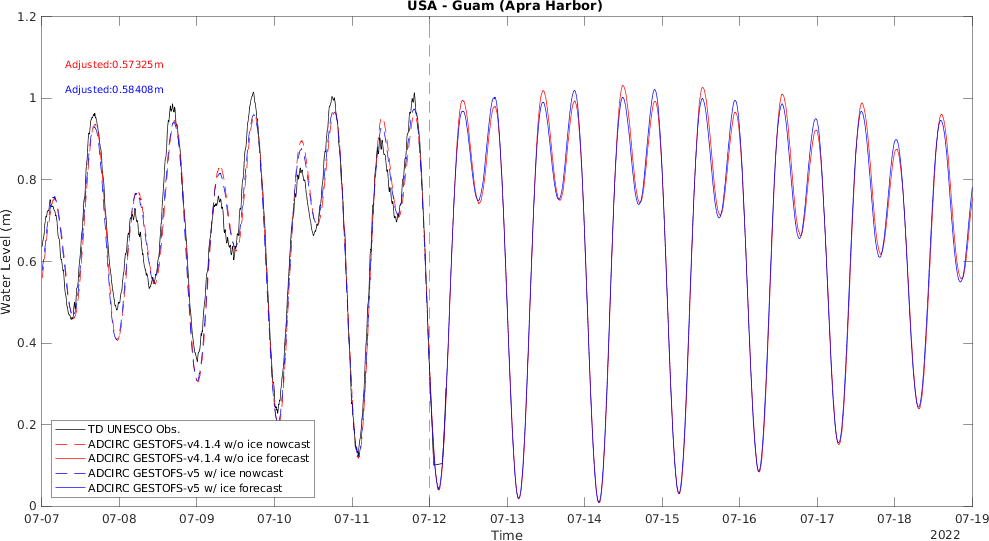 USA - Guam (Apra Harbor)
1.2
1
0.8
0.6
0.4
0.2
0
Water Level (m)
Adjusted:0.57325m
Adjusted:0.58408m
TD UNESCO Obs.
ADCIRC GESTOFS-v4.1.4 w/o ice nowcast
ADCIRC GESTOFS-v4.1.4 w/o ice forecast
ADCIRC GESTOFS-v5 w/ ice nowcast
ADCIRC GESTOFS-v5 w/ ice forecast
07-07 07-08 07-09 07-10 07-11 07-12 07-13 07-14 07-15 07-16 07-17 07-18 07-19
Time
2022